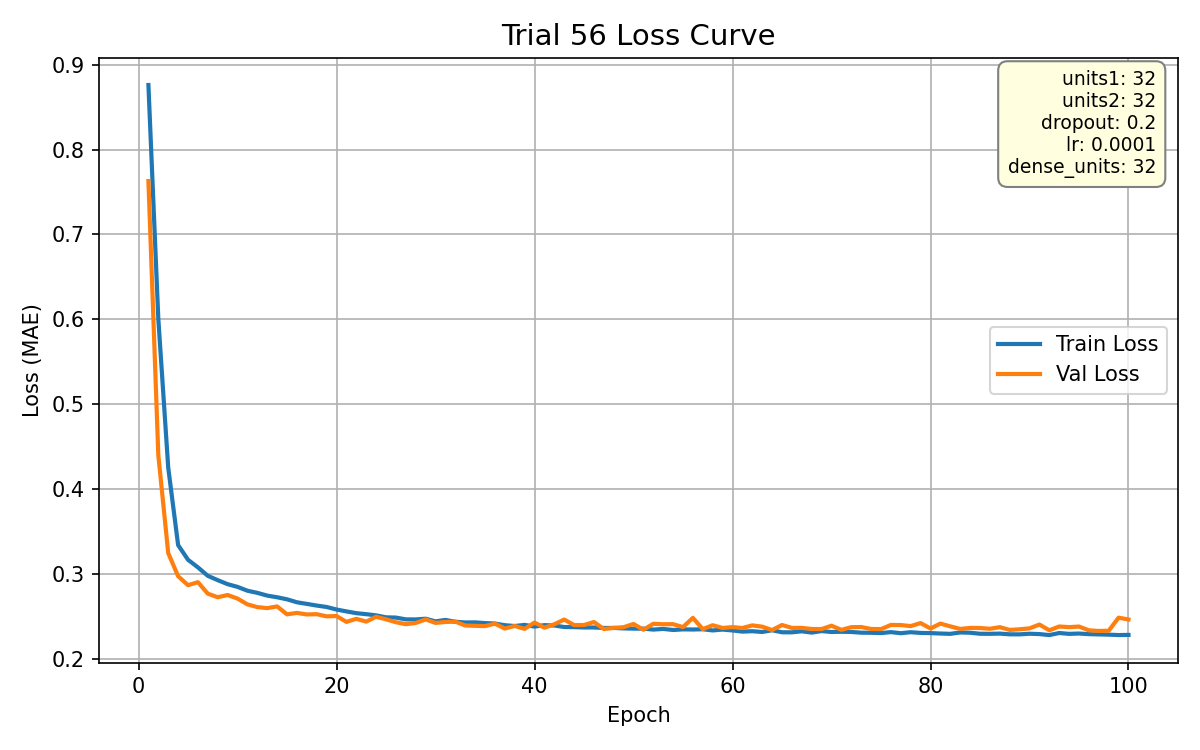 Trial 56 Loss Curve
units1: 32
units2: 32
dropout: 0.2
lr: 0.0001
dense_units: 32
Loss (MAE)
0.9
0.8
0.7
0.6
0.5
0.4
0.3
0.2
Train Loss
Val Loss
0 20 40 60 80 100
Epoch